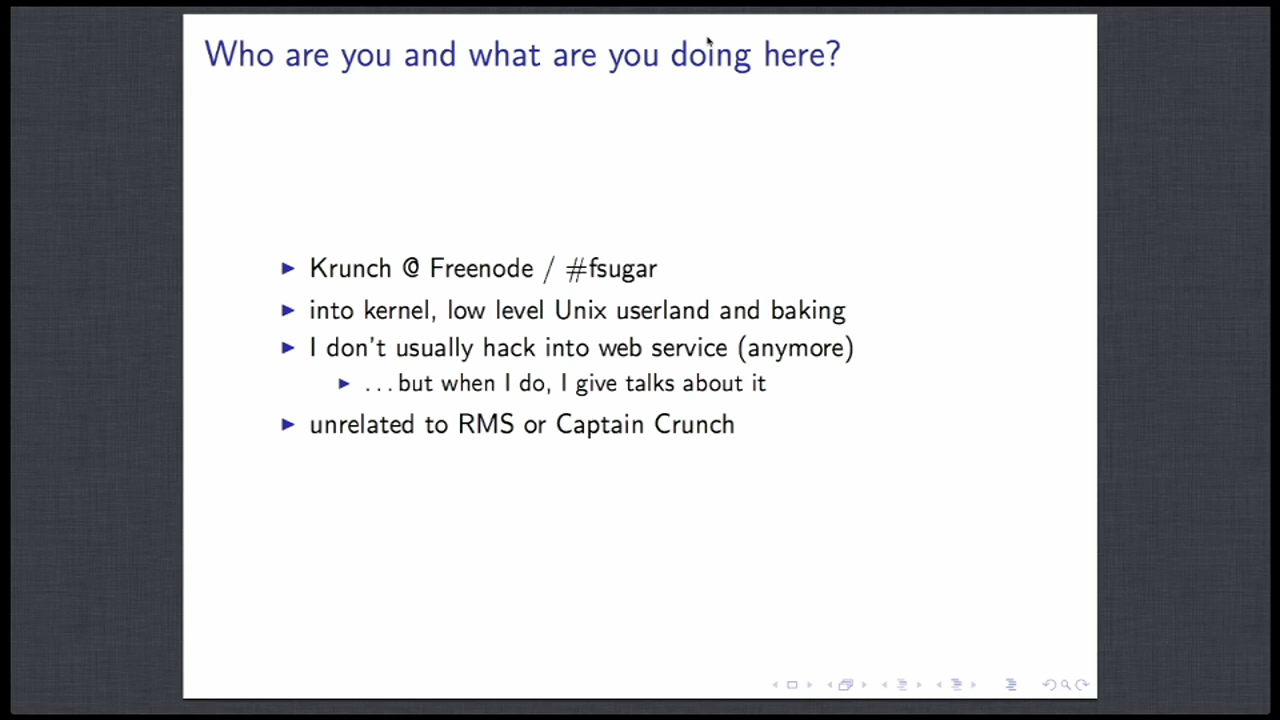 Who are you and what are you doing here?
Krunch @ Freenode / #fsugar
into kernel, low level Unix userland and baking
I don't usually hack into web service (anymore)
...but when I do, I give talks about it
unrelated to RMS or Captain Crunch